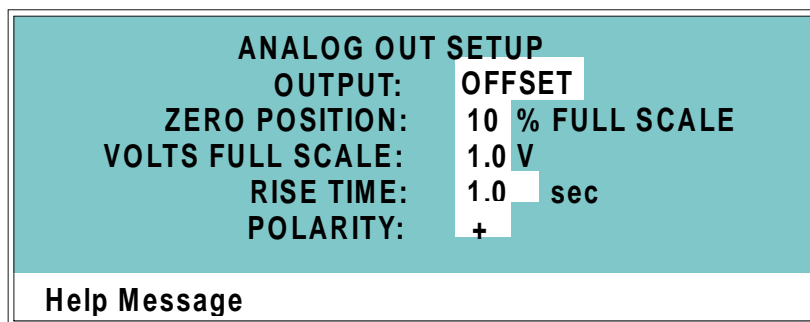 ANALOG OUT SETUP
OUTPUT: OFFSET
ZERO POSITION: 10 % FULL SCALE
VOLTS FULL SCALE: 1.0 V
RISE TIME: 1.0 sec
POLARITY: +
Help Message